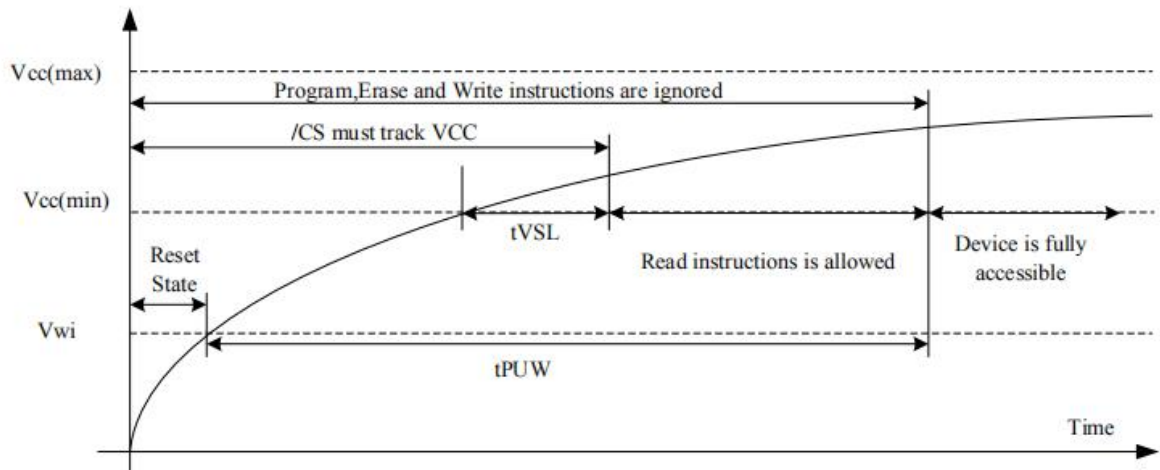 Vcc(max)
Program,Erase and Write instructions are ignored
/CS must track VCC
Vcc(min)
tVSL
Reset
State
Read instructions is allowed
Device is fully
accessible
Vwi
tPUW
Time